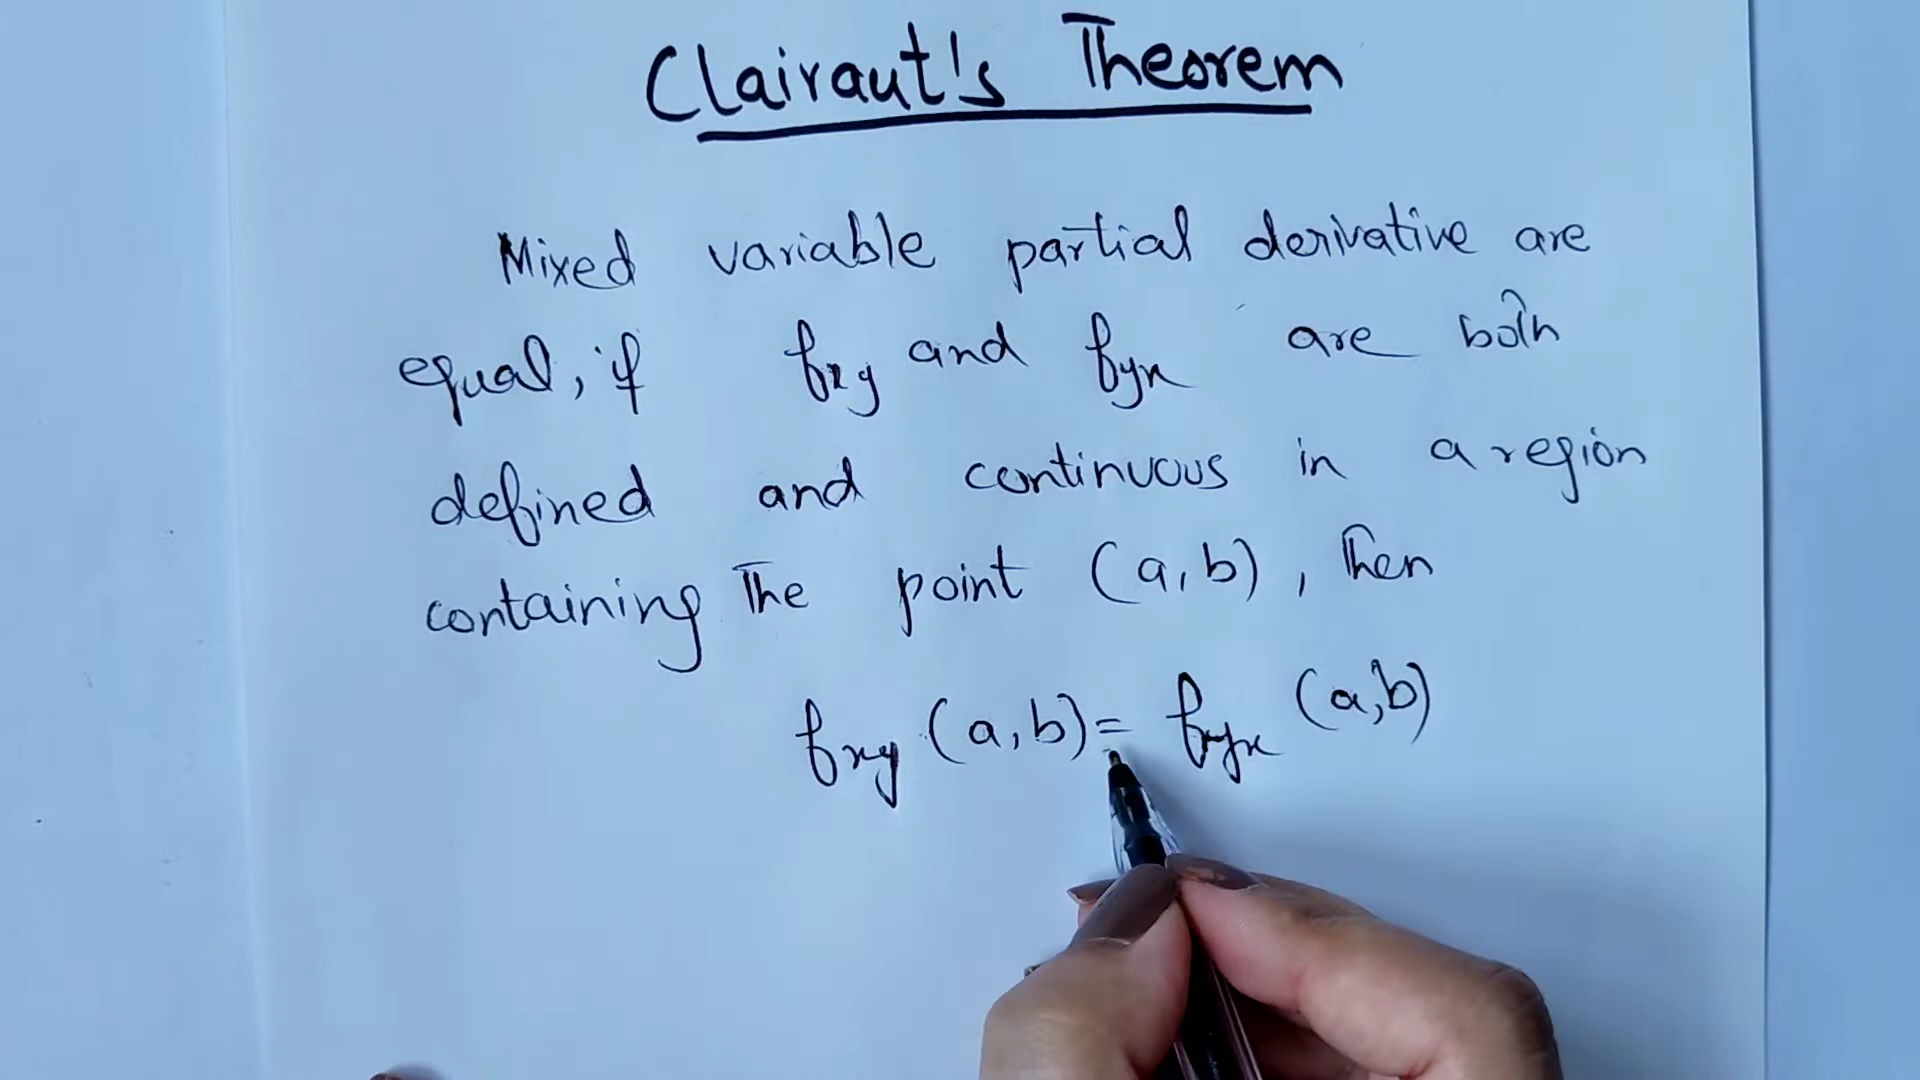 Clairaut's Theorem
Mixed variable partial derivative are
equal, if fxy and fyx are both
defined and continuous in a region
containing The point (a,b), Then
fxy (a,b) = fyx (a,b)